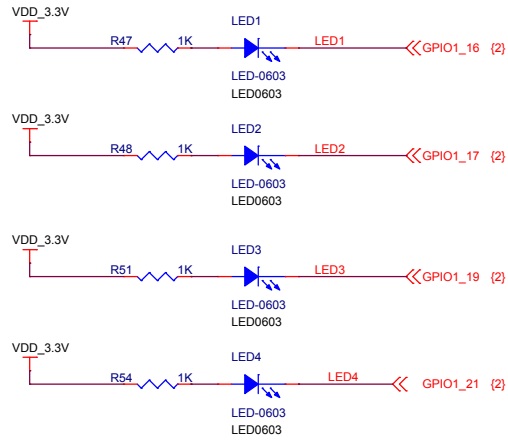 VDD_3.3V
LED1
R47 1K LED1 GPIO1_16 {2}
LED-0603
LED0603
VDD_3.3V
LED2
R48 1K LED2 GPIO1_17 {2}
LED-0603
LED0603
VDD_3.3V
LED3
R51 1K LED3 GPIO1_19 {2}
LED-0603
LED0603
VDD_3.3V
LED4
R54 1K LED4 GPIO1_21 {2}
LED-0603
LED0603